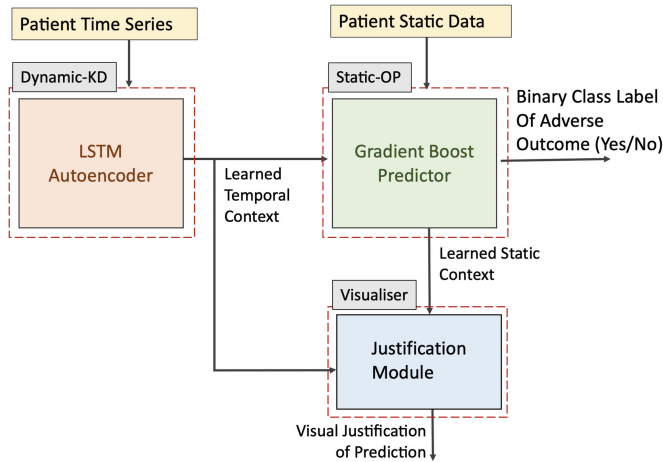 Patient Time Series
Patient Static Data
Dynamic-KD
Static-OP
LSTM
Autoencoder
Gradient Boost
Predictor
Binary Class Label
Of Adverse
Outcome (Yes/No)
Learned
Temporal
Context
Learned Static
Context
Visualiser
Justification
Module
Visual Justification
of Prediction